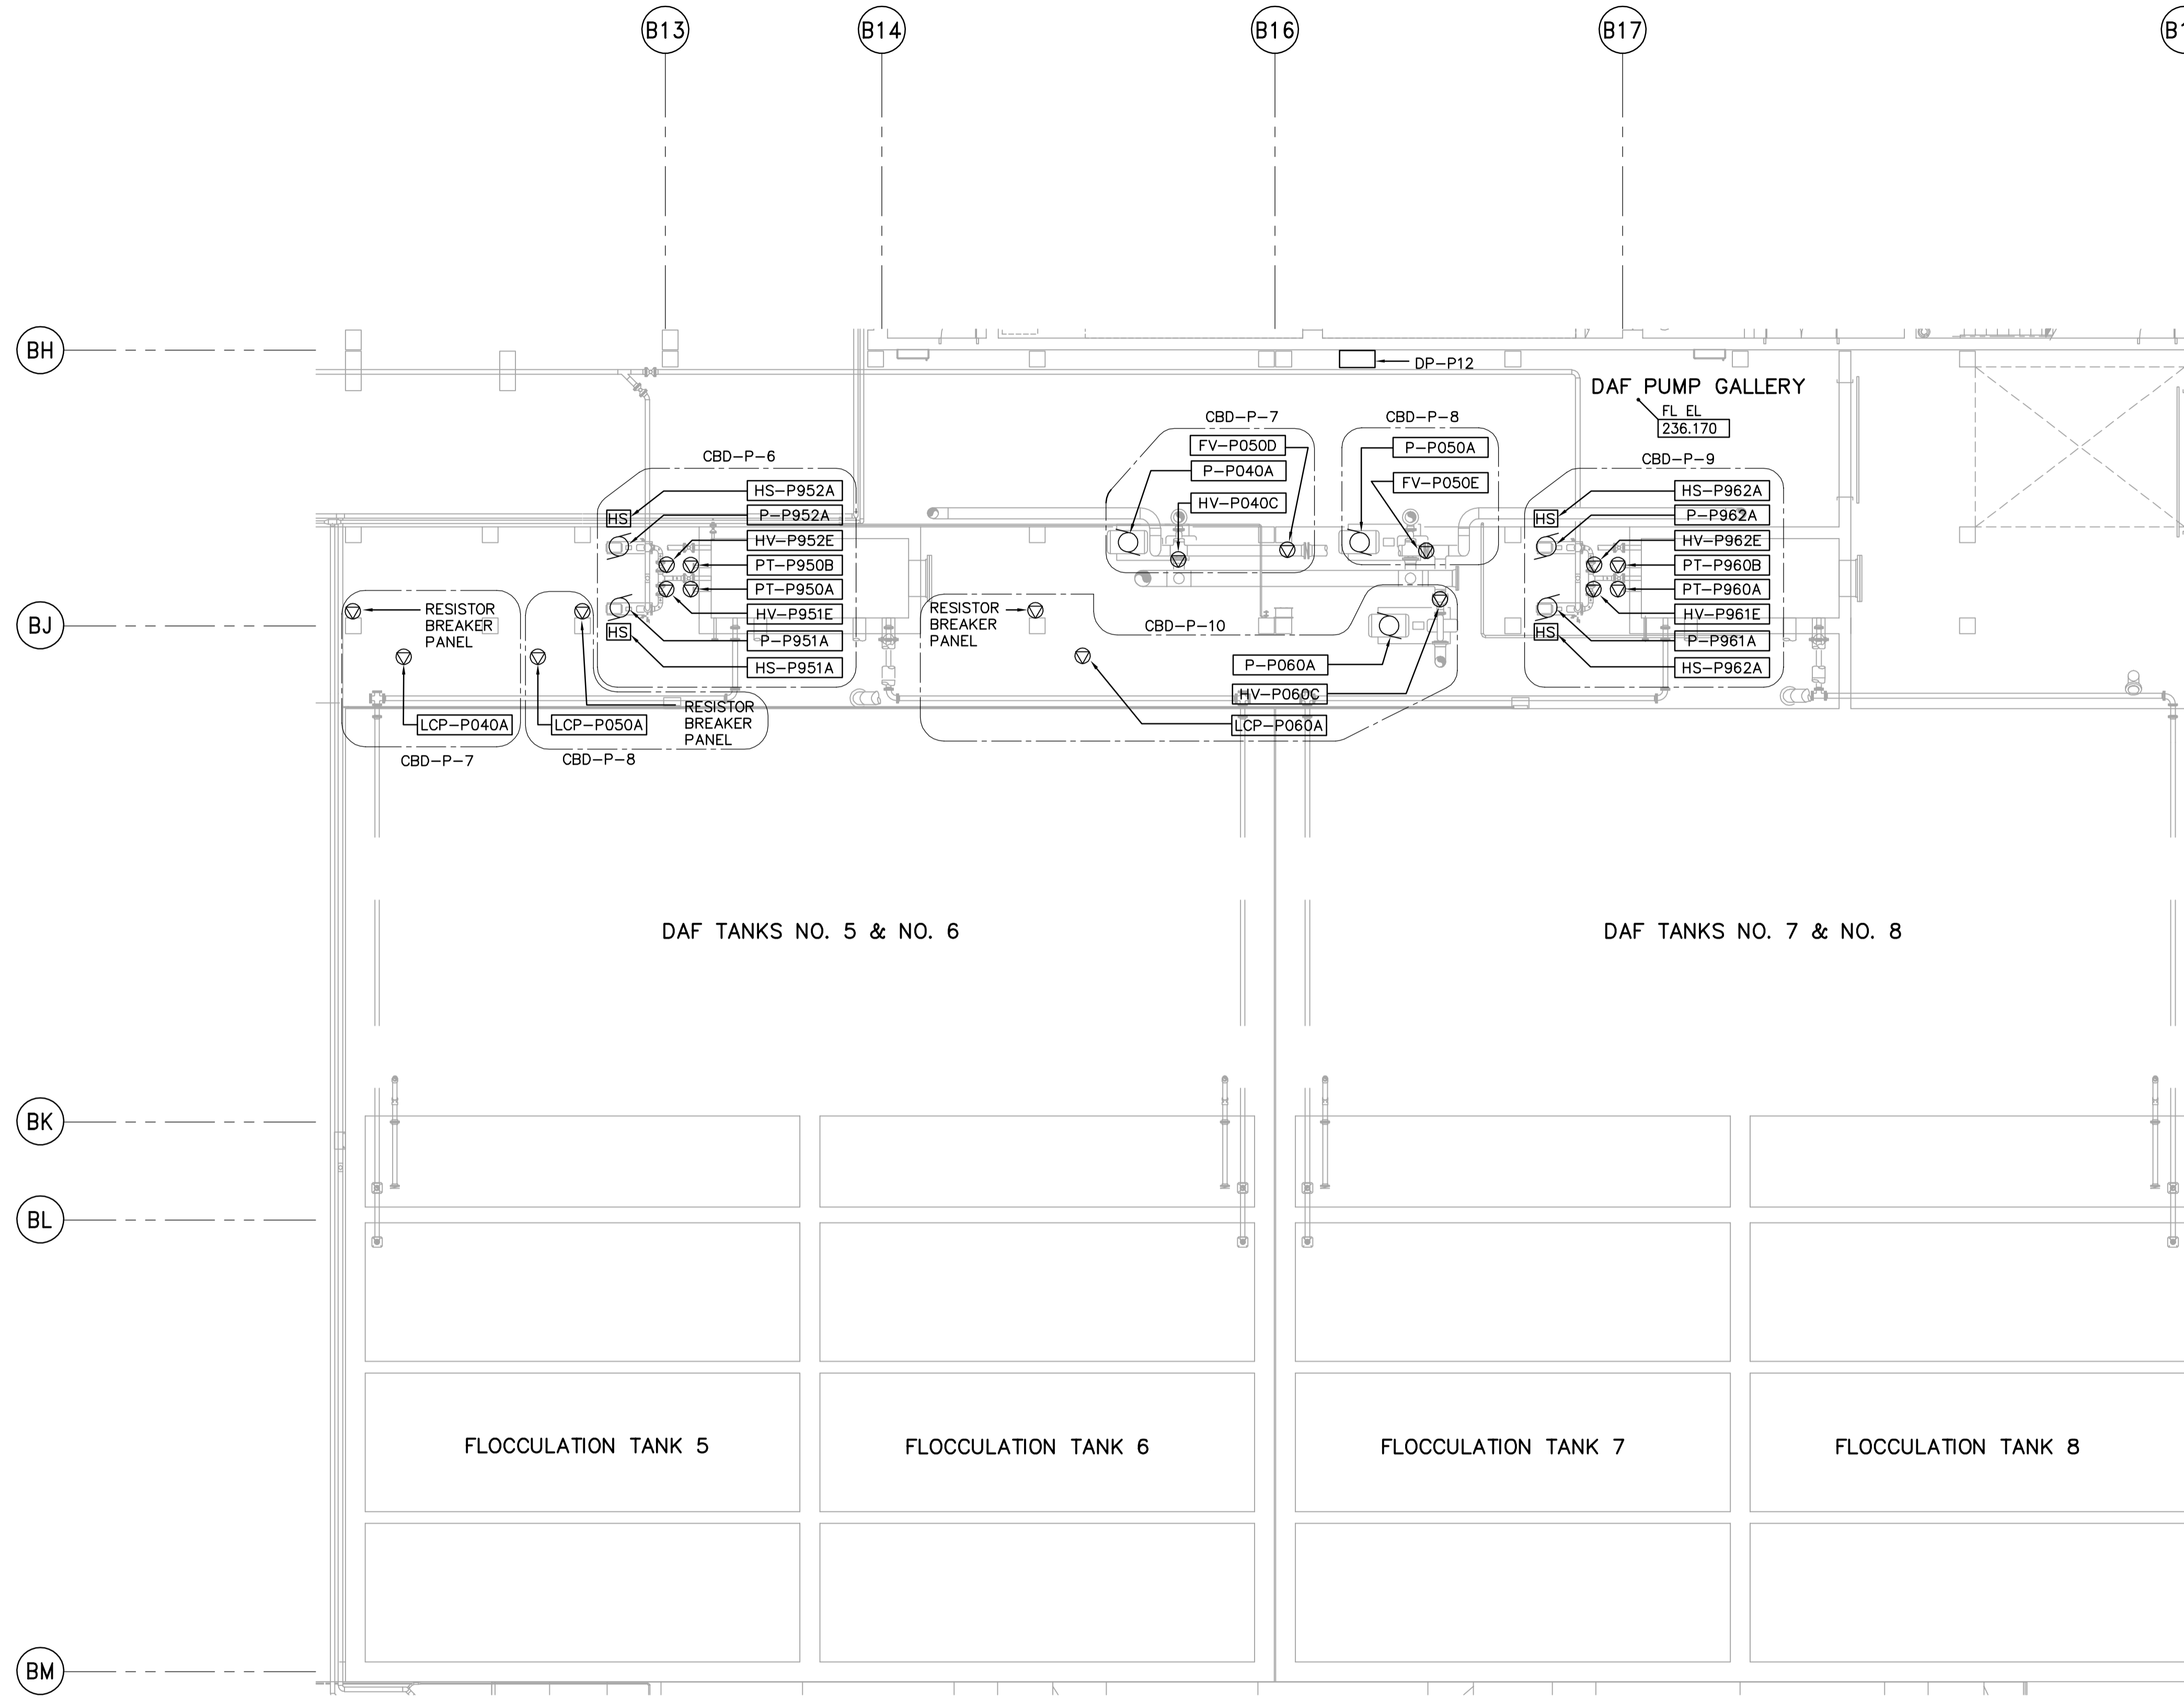 B13
B14
B16
B17
BH
DP-P12
DAF PUMP GALLERY
FL EL
236.170
CBD-P-7
CBD-P-8
CBD-P-6
CBD-P-9
FV-P050D
P-P040A
HV-P040C
P-P050A
FV-P050E
HS
HS-P952A
P-P952A
HV-P952E
PT-P950B
PT-P950A
HV-P951E
P-P951A
HS-P951A
HS
HS
HS-P962A
P-P962A
HV-P962E
PT-P960B
PT-P960A
HV-P961E
P-P961A
HS-P962A
HS
BJ
RESISTOR
BREAKER
PANEL
RESISTOR
BREAKER
PANEL
CBD-P-10
P-P060A
HV-P060C
LCP-P060A
LCP-P040A
LCP-P050A
RESISTOR
BREAKER
PANEL
CBD-P-7
CBD-P-8
DAF TANKS NO. 5 & NO. 6
DAF TANKS NO. 7 & NO. 8
BK
BL
FLOCCULATION TANK 5
FLOCCULATION TANK 6
FLOCCULATION TANK 7
FLOCCULATION TANK 8
BM